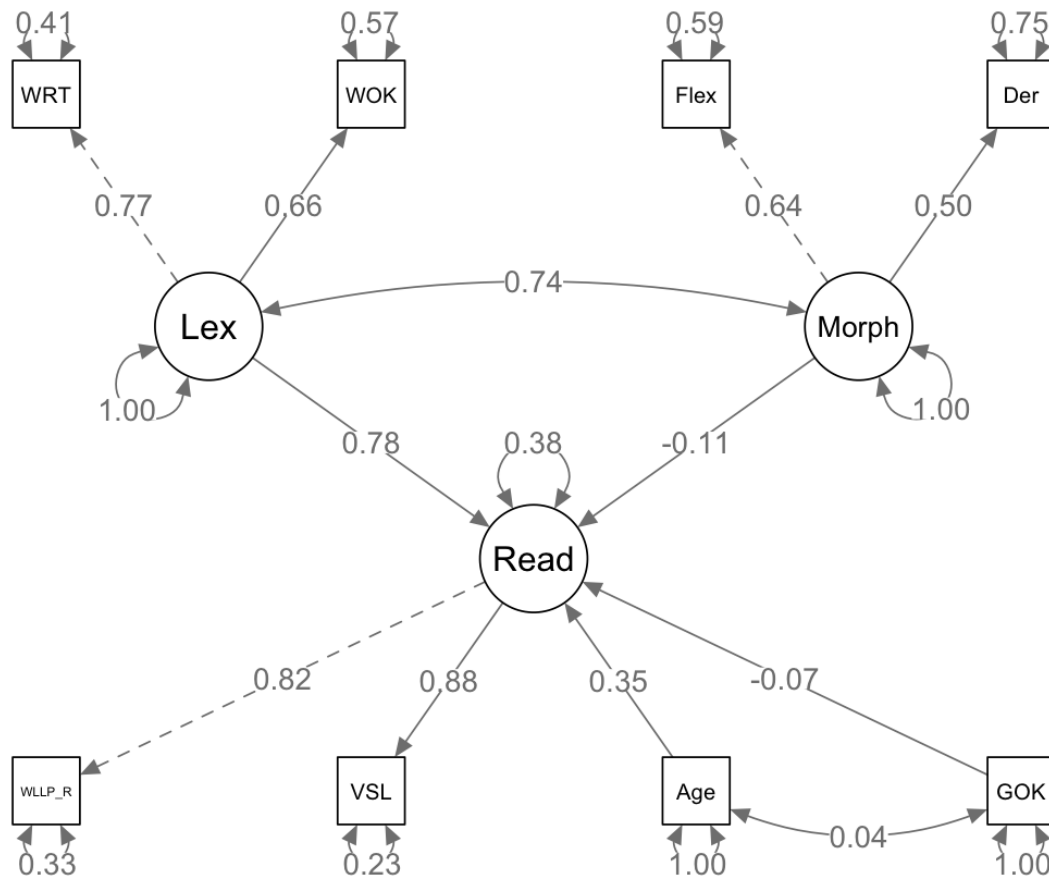 0.41 0.57 0.59 0.75
WRT WOK Flex Der
0.77 0.66 0.64 0.50
0.74
Lex Morph
1.00 1.00
0.78 0.38 -0.11
Read
0.82 0.88 0.35 -0.07
WLLP_R VSL Age GOK
0.04
0.33 0.23 1.00 1.00